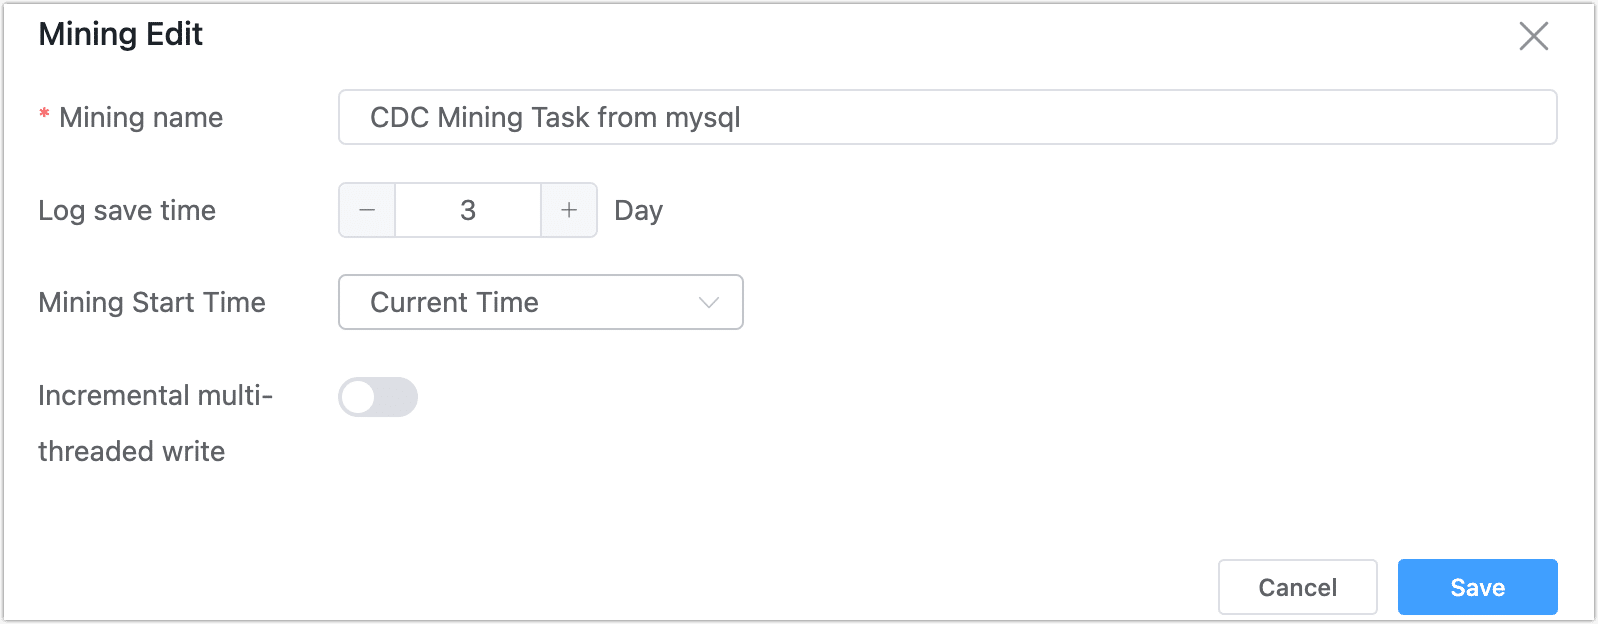 Mining Edit
* Mining name
CDC Mining Task from mysql
Log save time
3
Day
Mining Start Time
Current Time
Incremental multi-
threaded write
Cancel
Save